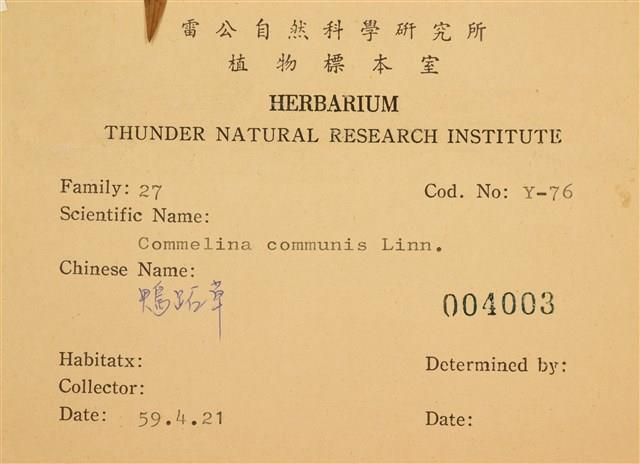 雷公自然科學研究所
植物標本室
HERBARIUM
THUNDER NATURAL RESEARCH INSTITUTE
Family: 27 Cod. No: Y-76
Scientific Name:
Commelina communis Linn.
Chinese Name:
鴨跖草
004003
Habitatx: Determined by:
Collector:
Date: 59.4.21 Date: